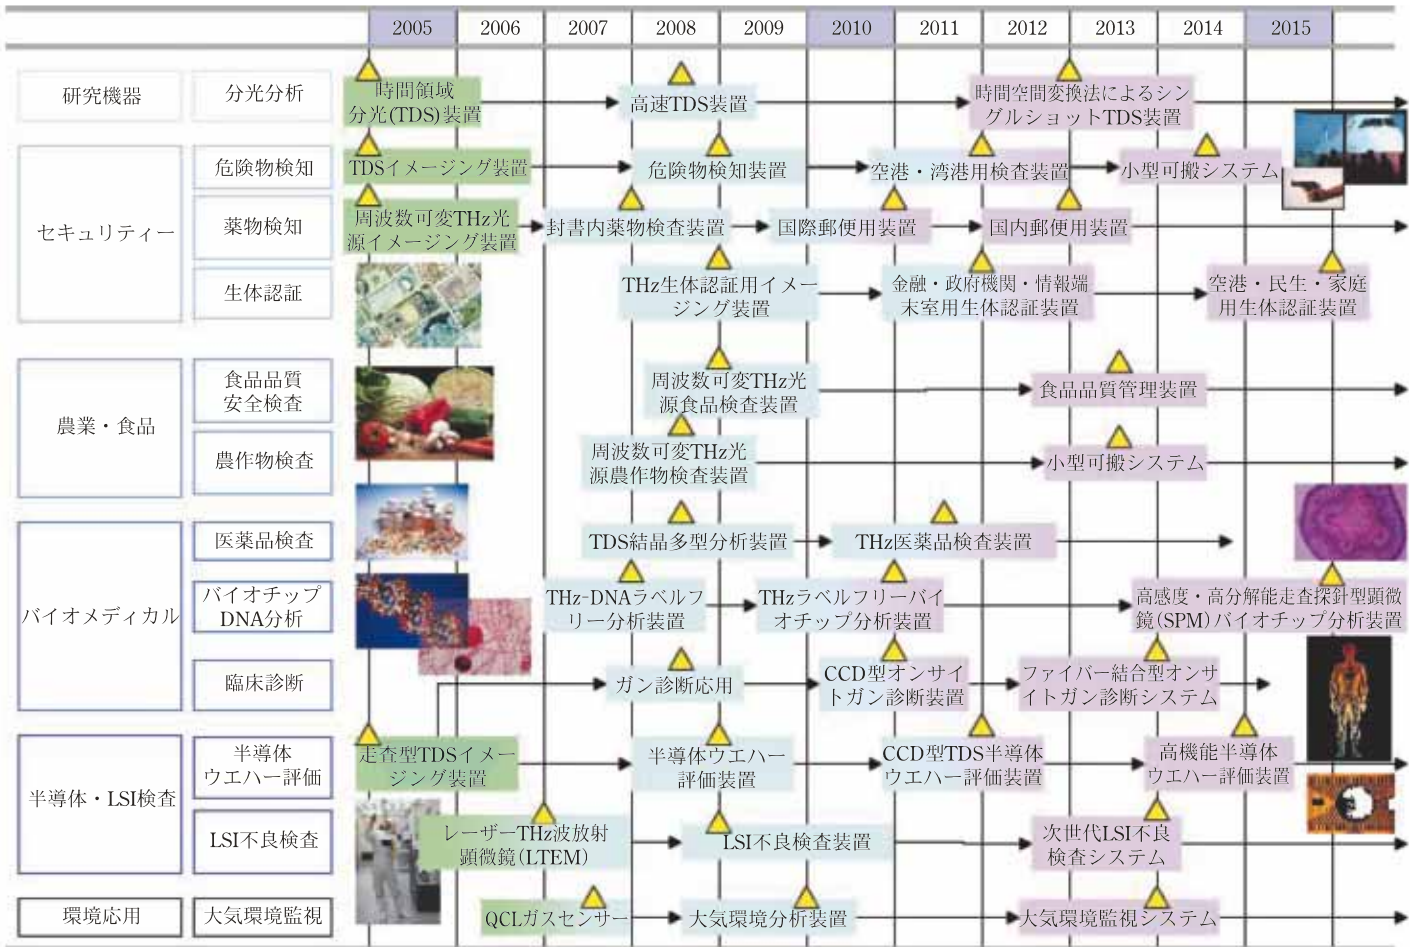 2005 2006 2007 2008 2009 2010 2011 2012 2013 2014 2015
研究機器
分光分析
時間領域
分光(TDS)装置
高速TDS装置
時間空間変換法によるシン
グルショットTDS装置
セキュリティー
危険物検知
TDSイメージング装置
危険物検知装置
空港・湾港用検査装置
小型可搬システム
薬物検知
周波数可変THz光
源イメージング装置
封書内薬物検査装置
国際郵便用装置
国内郵便用装置
生体認証
THz生体認証用イメー
ジング装置
金融・政府機関・情報端
末室用生体認証装置
空港・民生・家庭
用生体認証装置
農業・食品
食品品質
安全検査
周波数可変THz光
源食品検査装置
食品品質管理装置
農作物検査
周波数可変THz光
源農作物検査装置
小型可搬システム
バイオメディカル
医薬品検査
TDS結晶多型分析装置
THz医薬品検査装置
バイオチップ
DNA分析
THz-DNAラベルフ
リー分析装置
THzラベルフリーバイ
オチップ分析装置
高感度・高分解能走査探針型顕微
鏡(SPM)バイオチップ分析装置
臨床診断
ガン診断応用
CCD型オンサイ
トガン診断装置
ファイバー結合型オンサ
イトガン診断システム
半導体・LSI検査
半導体
ウエハー評価
走査型TDSイメー
ジング装置
半導体ウエハー
評価装置
CCD型TDS半導体
ウエハー評価装置
高機能半導体
ウエハー評価装置
LSI不良検査
レーザーTHz波放射
顕微鏡(LTEM)
LSI不良検査装置
次世代LSI不良
検査システム
環境応用
大気環境監視
QCLガスセンサー
大気環境分析装置
大気環境監視システム